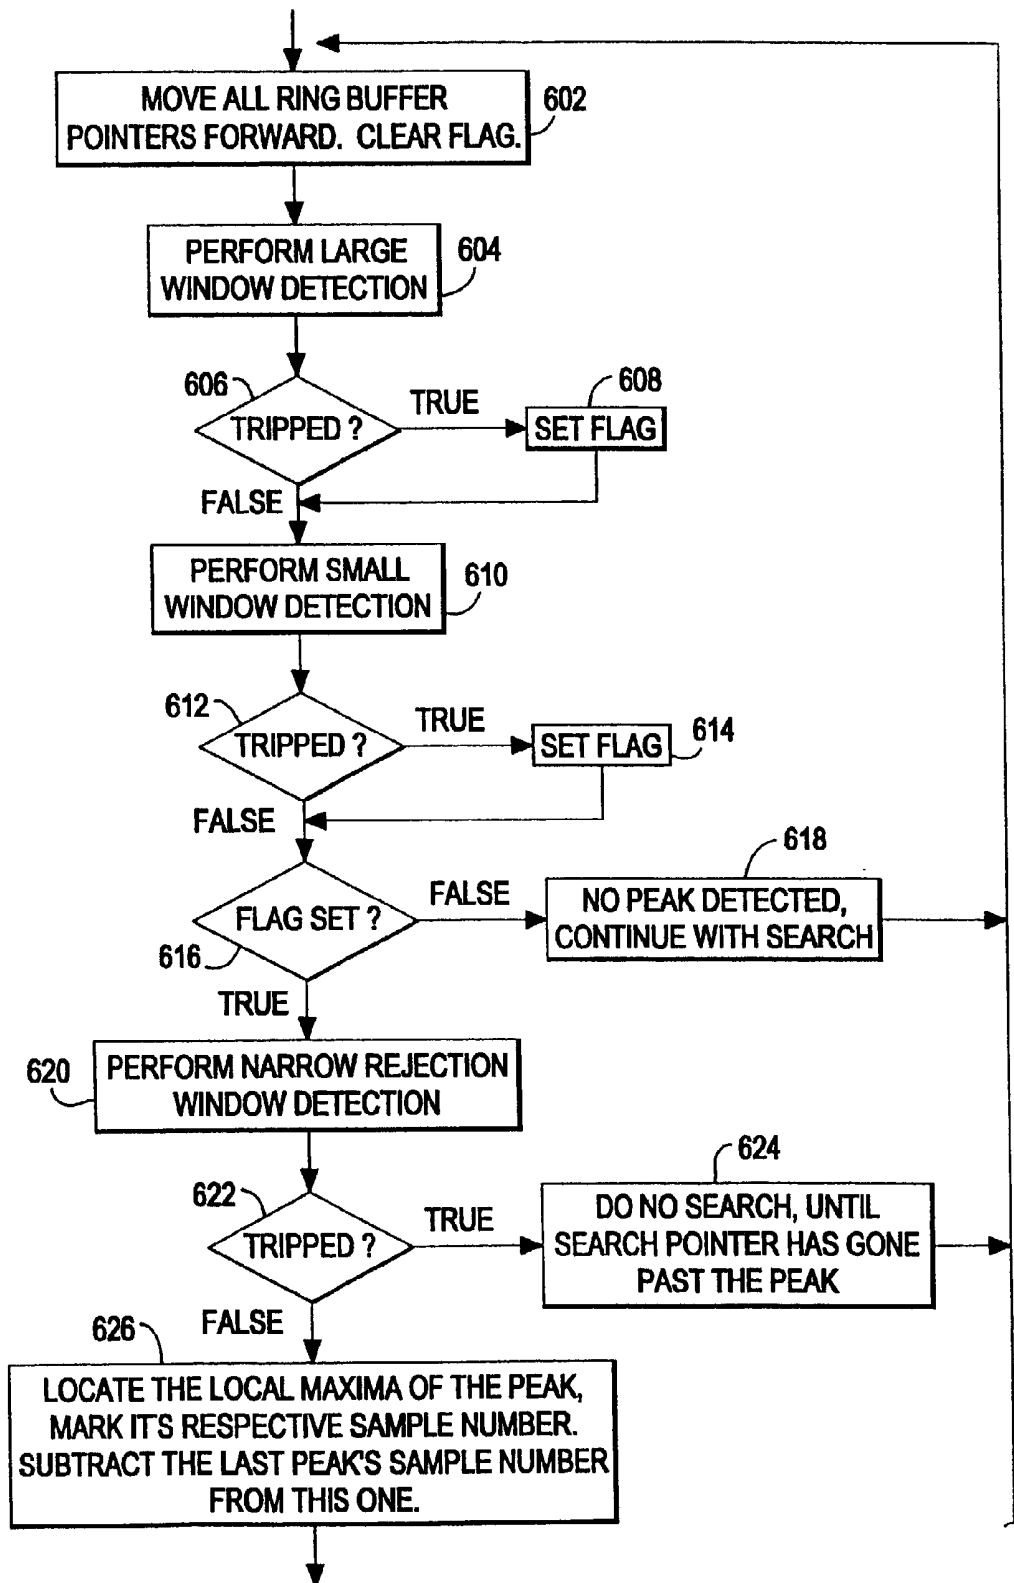 MOVE ALL RING BUFFER
POINTERS FORWARD. CLEAR FLAG.
602
PERFORM LARGE
WINDOW DETECTION
604
606
TRIPPED ?
TRUE
608
SET FLAG
FALSE
PERFORM SMALL
WINDOW DETECTION
610
612
TRIPPED ?
TRUE
SET FLAG
614
FALSE
FLAG SET ?
616
FALSE
618
NO PEAK DETECTED,
CONTINUE WITH SEARCH
TRUE
620
PERFORM NARROW REJECTION
WINDOW DETECTION
622
TRIPPED ?
TRUE
624
DO NO SEARCH, UNTIL
SEARCH POINTER HAS GONE
PAST THE PEAK
FALSE
626
LOCATE THE LOCAL MAXIMA OF THE PEAK,
MARK IT'S RESPECTIVE SAMPLE NUMBER.
SUBTRACT THE LAST PEAK'S SAMPLE NUMBER
FROM THIS ONE.